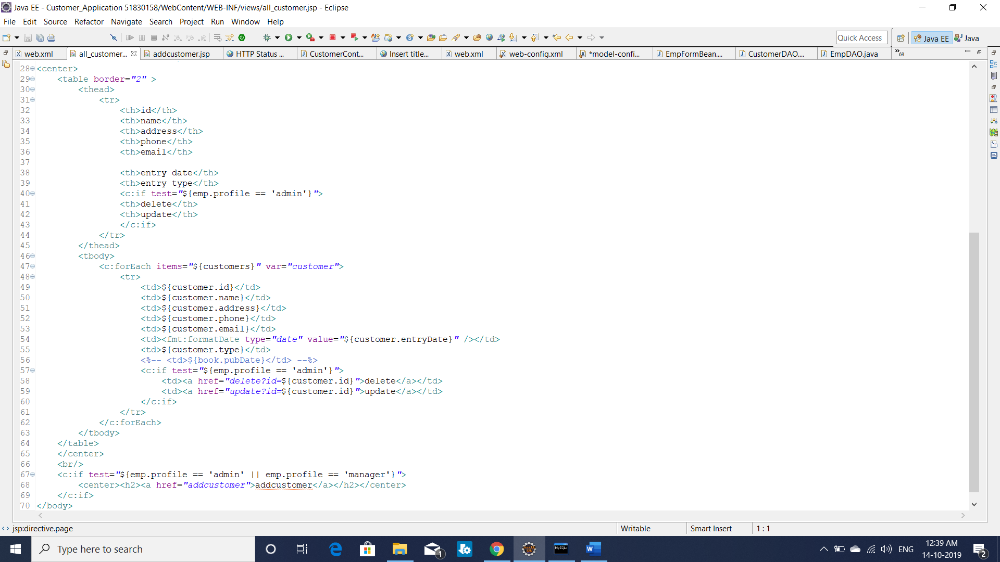 Java EE - Customer_Application 51830158/WebContent/WEB-INF/views/all_customer.jsp - Eclipse
File Edit Source Refactor Navigate Search Project Run Window Help
Quick Access Java EE Java
web.xml all_customer... addcustomer.jsp HTTP Status ... CustomerCont... Insert title... web.xml web-config.xml *model-confi... EmpFormBean.... CustomerDAO.... EmpDAO.java »69
28 <center>
29 <table border="2" >
30 <thead>
31 <tr>
32 <th>id</th>
33 <th>name</th>
34 <th>address</th>
35 <th>phone</th>
36 <th>email</th>
37
38 <th>entry date</th>
39 <th>entry type</th>
40 <c:if test="${emp.profile == 'admin'}">
41 <th>delete</th>
42 <th>update</th>
43 </c:if>
44 </tr>
45 </thead>
46 <tbody>
47 <c:forEach items="${customers}" var="customer">
48 <tr>
49 <td>${customer.id}</td>
50 <td>${customer.name}</td>
51 <td>${customer.address}</td>
52 <td>${customer.phone}</td>
53 <td>${customer.email}</td>
54 <td><fmt:formatDate type="date" value="${customer.entryDate}" /></td>
55 <td>${customer.type}</td>
56 <%-- <td>${book.pubDate}</td> --%>
57 <c:if test="${emp.profile == 'admin'}">
58 <td><a href="delete?id=${customer.id}">delete</a></td>
59 <td><a href="update?id=${customer.id}">update</a></td>
60 </c:if>
61 </tr>
62 </c:forEach>
63 </tbody>
64 </table>
65 </center>
66 <br/>
67 <c:if test="${emp.profile == 'admin' || emp.profile == 'manager'}">
68 <center><h2><a href="addcustomer">addcustomer</a></h2></center>
69 </c:if>
70 </body>
jsp:directive.page Writable Smart Insert 1 : 1
Type here to search 1 ENG 12:39 AM
14-10-2019 2